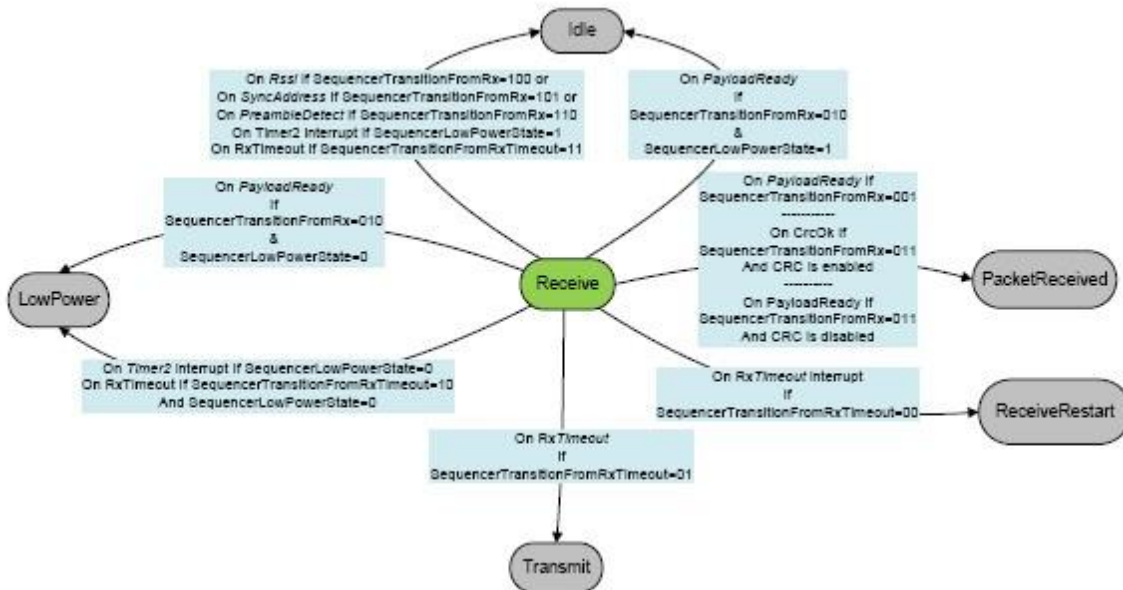 Idle
On Rssi if SequencerTransitionFromRx=100 or
On SyncAddress if SequencerTransitionFromRx=101 or
On PreambleDetect if SequencerTransitionFromRx=110
On Timer2 Interrupt if SequencerLowPowerState=1
On RxTimeout if SequencerTransitionFromRxTimeout=11
On PayloadReady
if
SequencerTransitionFromRx=010
&
SequencerLowPowerState=1
On PayloadReady
if
SequencerTransitionFromRx=010
&
SequencerLowPowerState=0
On PayloadReady if
SequencerTransitionFromRx=001
------------
On CrcOk if
SequencerTransitionFromRx=011
And CRC is enabled
-----------
On PayloadReady if
SequencerTransitionFromRx=011
And CRC is disabled
LowPower
Receive
PacketReceived
On Timer2 Interrupt if SequencerLowPowerState=0
On RxTimeout if SequencerTransitionFromRxTimeout=10
And SequencerLowPowerState=0
On RxTimeout Interrupt
if
SequencerTransitionFromRxTimeout=00
ReceiveRestart
On RxTimeout
if
SequencerTransitionFromRxTimeout=01
Transmit